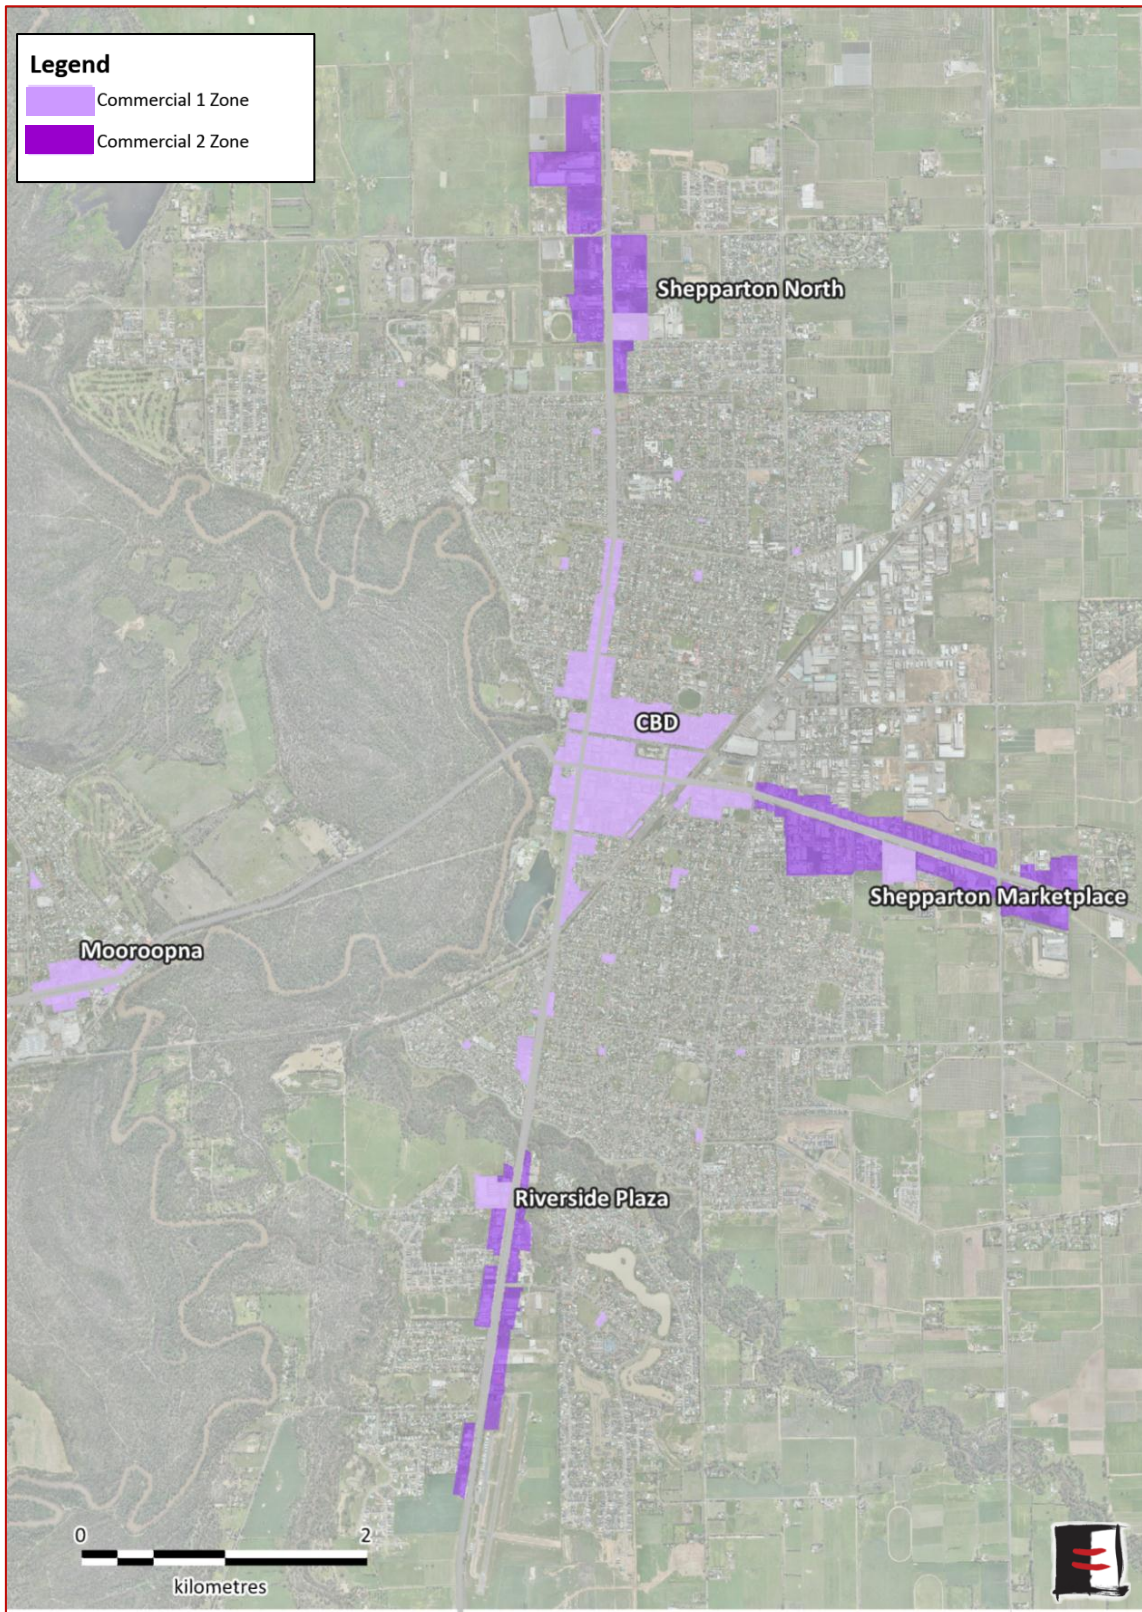 Legend
Commercial 1 Zone
Commercial 2 Zone
Shepparton North
CBD
Shepparton Marketplace
Mooroopna
Riverside Plaza
0 2
kilometres